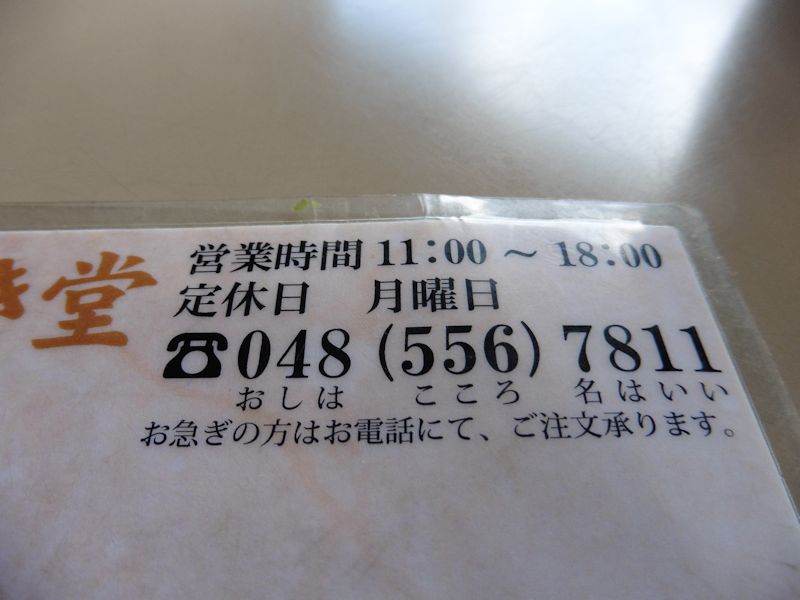 き堂
営業時間 11:00 ～ 18:00
定休日 月曜日
☎048 (556) 7811
おしは こころ 名はいい
お急ぎの方はお電話にて、ご注文承ります。